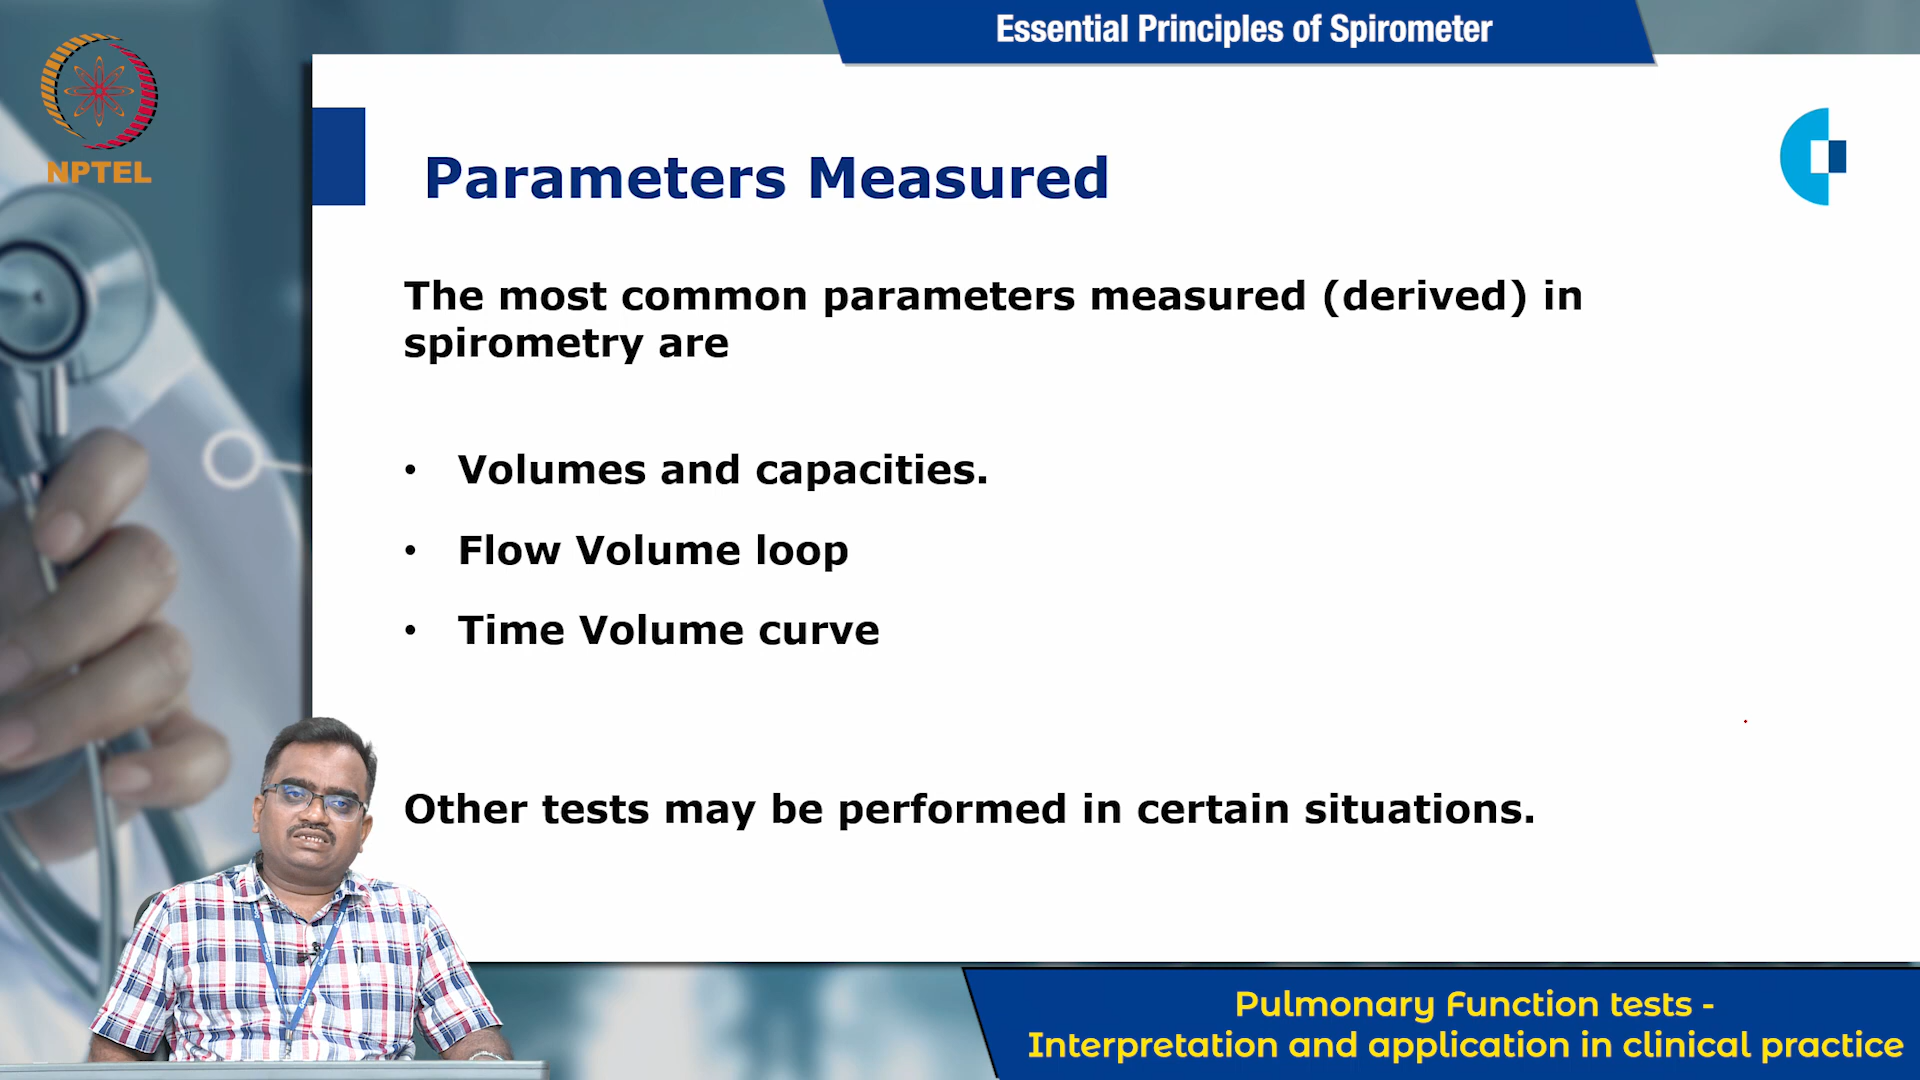 Essential Principles of Spirometer
NPTEL
Parameters Measured
The most common parameters measured (derived) in
spirometry are
• Volumes and capacities.
• Flow Volume loop
• Time Volume curve
Other tests may be performed in certain situations.
Pulmonary Function tests -
Interpretation and application in clinical practice